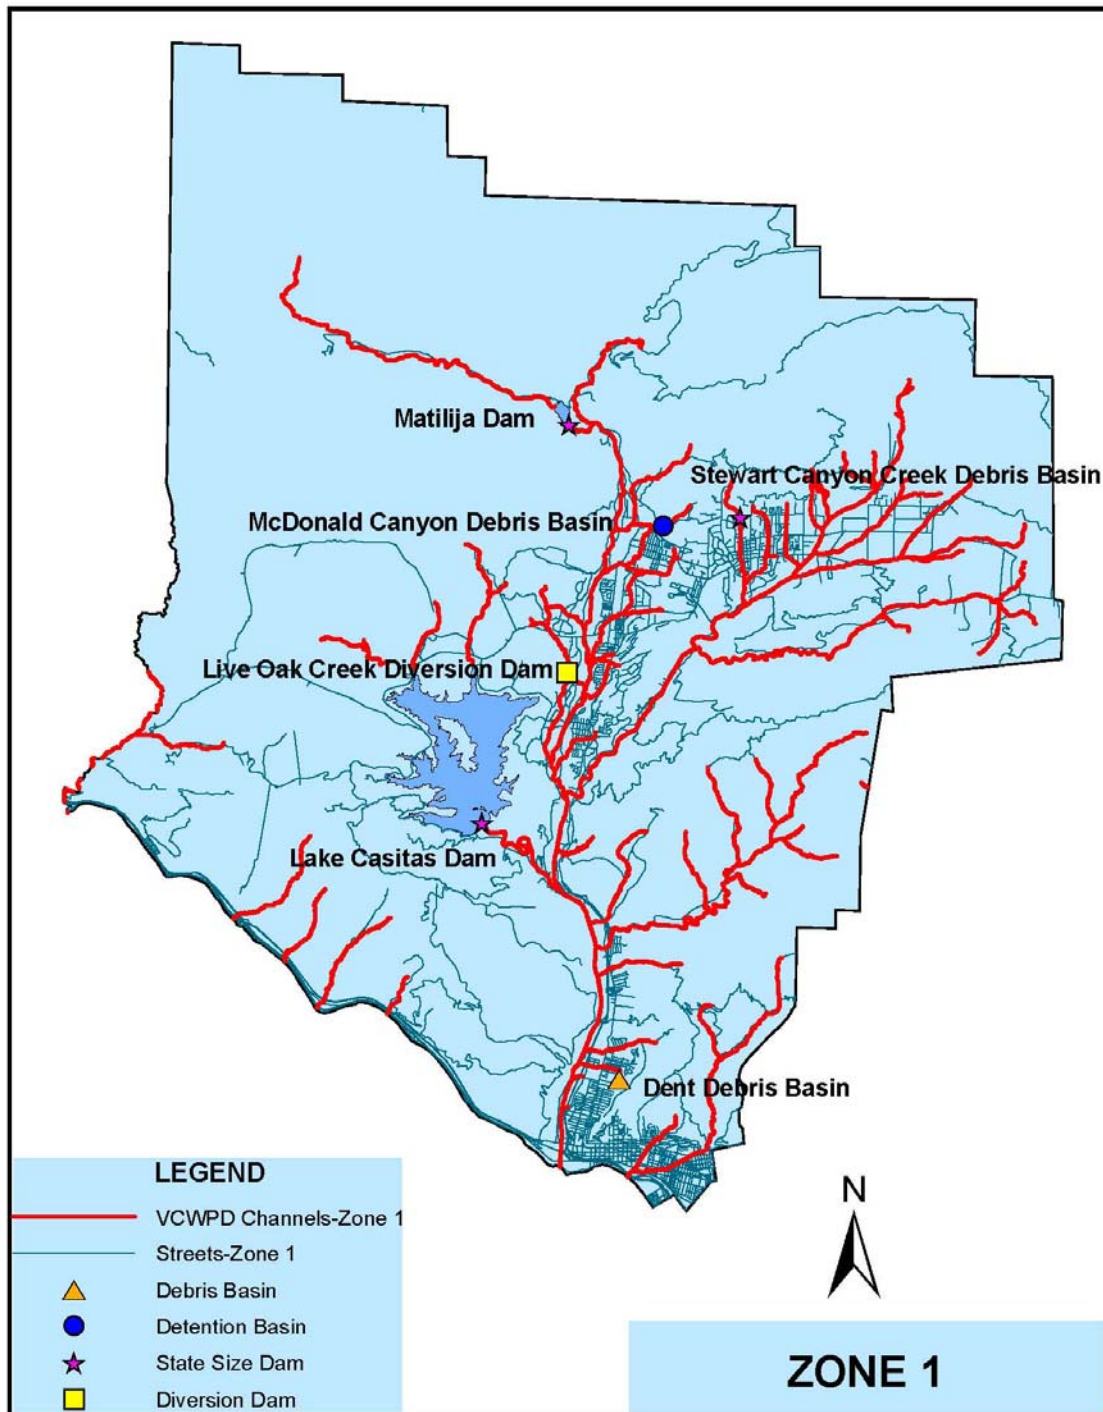 Matilija Dam
Stewart Canyon Creek Debris Basin
McDonald Canyon Debris Basin
Live Oak Creek Diversion Dam
Lake Casitas Dam
Dent Debris Basin
LEGEND
VCWPD Channels-Zone 1
Streets-Zone 1
Debris Basin
Detention Basin
State Size Dam
Diversion Dam
N
ZONE 1